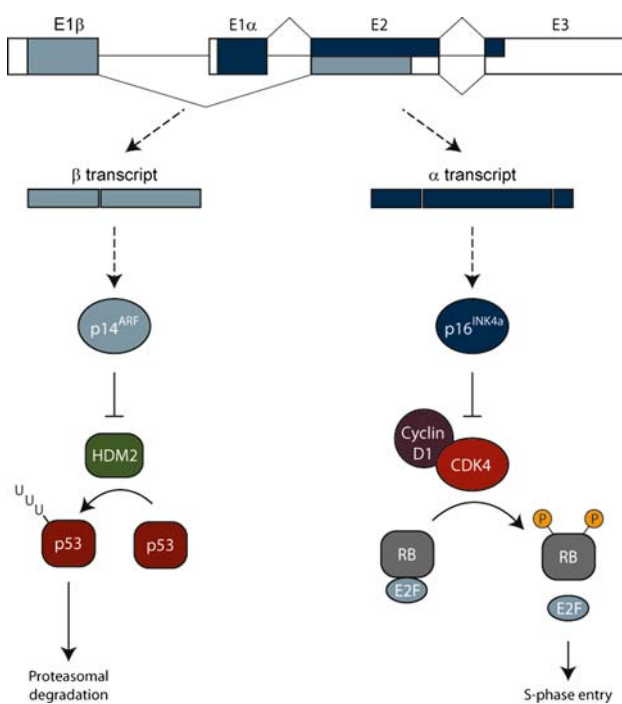 E1β E1α E2 E3
β transcript α transcript
p14ARF p16INK4a
HDM2
Cyclin
D1
CDK4
U
U
U
p53 p53
RB
E2F
P P
RB
E2F
Proteasomal
degradation
S-phase entry